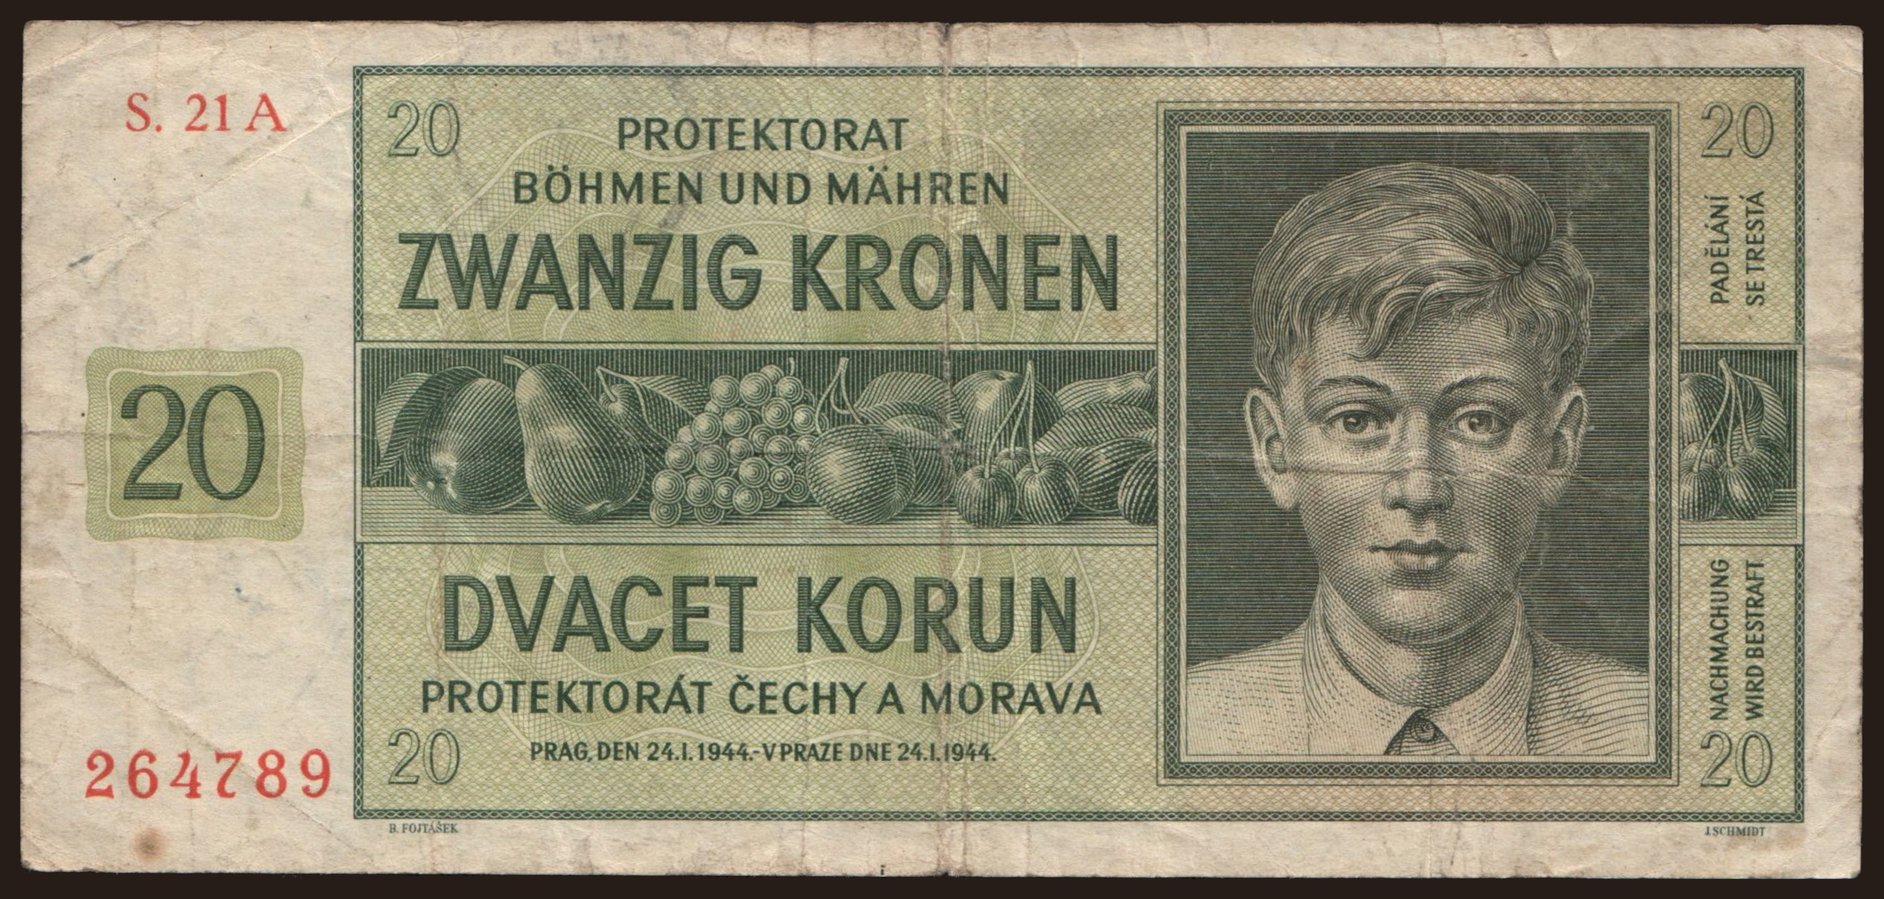 S. 21 A
20
20
PROTEKTORAT
BÖHMEN UND MÄHREN
ZWANZIG KRONEN
PADĚLÁNÍ
SE TRESTÁ
20
DVACET KORUN
PROTEKTORÁT ČECHY A MORAVA
NACHMACHUNG
WIRD BESTRAFT
264789
20
PRAG, DEN 24.I.1944.-V PRAZE DNE 24.I.1944.
20
B. FOJTÁŠEK
J. SCHMIDT